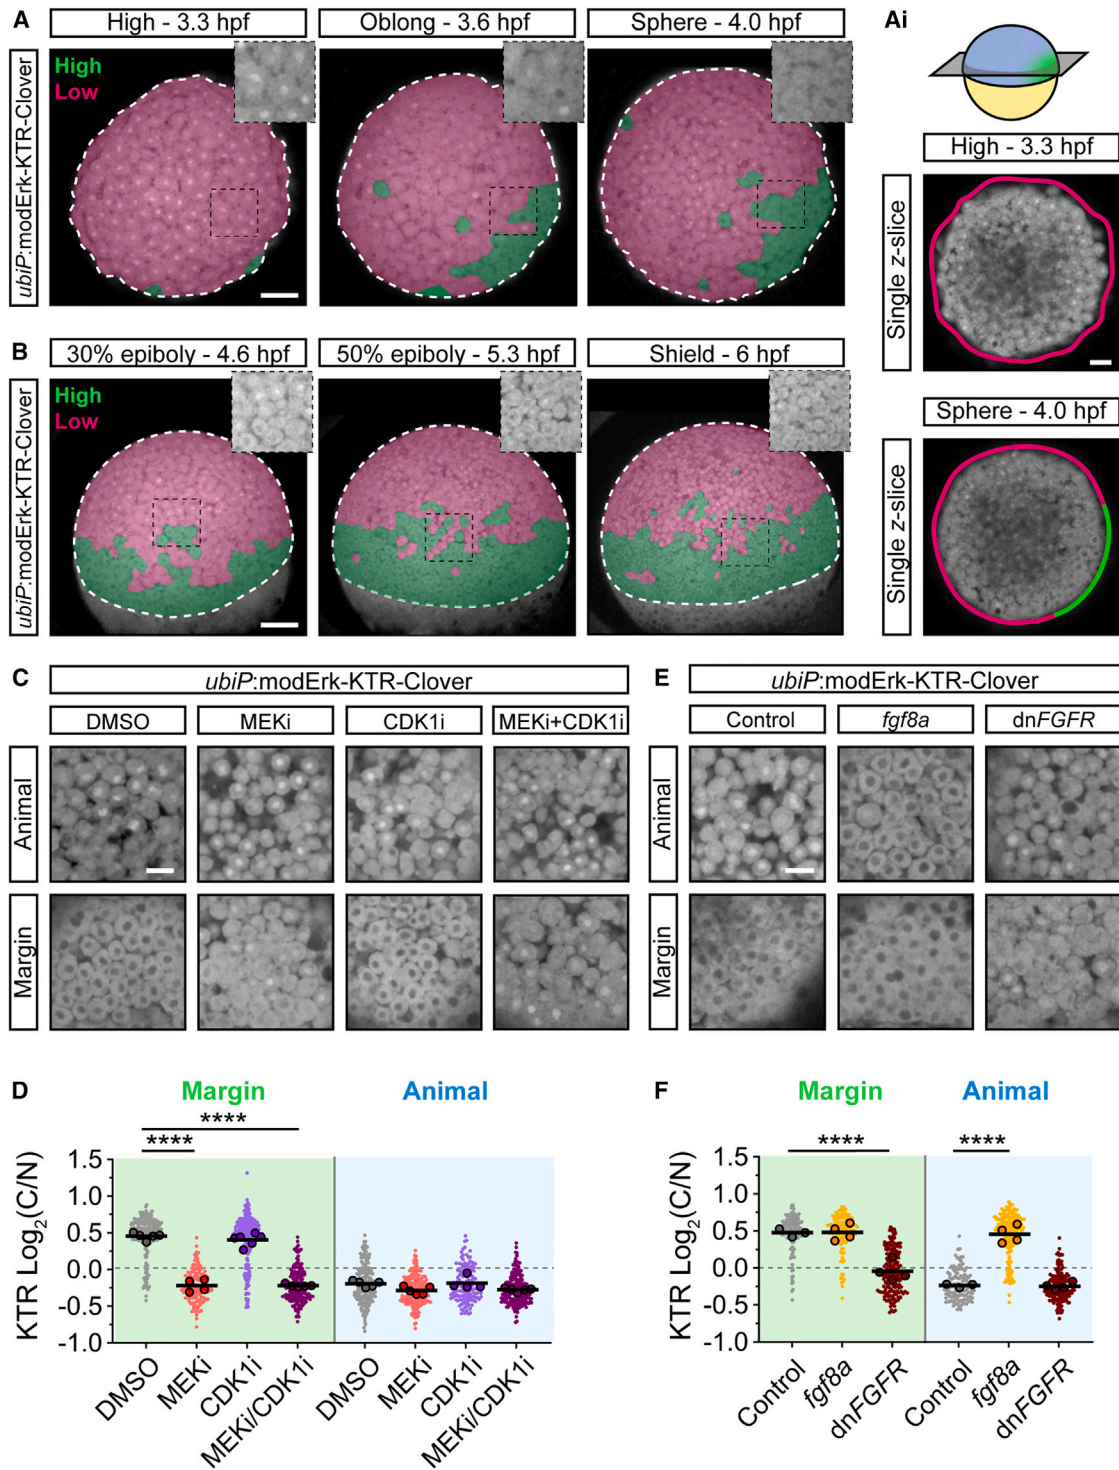 A
High - 3.3 hpf
Oblong - 3.6 hpf
Sphere - 4.0 hpf
ubiP:modErk-KTR-Clover
High
Low
Ai
High - 3.3 hpf
Single z-slice
Sphere - 4.0 hpf
Single z-slice
B
30% epiboly - 4.6 hpf
50% epiboly - 5.3 hpf
Shield - 6 hpf
ubiP:modErk-KTR-Clover
High
Low
C
ubiP:modErk-KTR-Clover
DMSO
MEKi
CDK1i
MEKi+CDK1i
Animal
Margin
E
ubiP:modErk-KTR-Clover
Control
fgf8a
dnFGFR
Animal
Margin
D
Margin
Animal
****
****
KTR Log2(C/N)
1.5
1.0
0.5
0.0
-0.5
-1.0
DMSO
MEKi
CDK1i
MEKi/CDK1i
DMSO
MEKi
CDK1i
MEKi/CDK1i
F
Margin
Animal
****
****
KTR Log2(C/N)
1.5
1.0
0.5
0.0
-0.5
-1.0
Control
fgf8a
dnFGFR
Control
fgf8a
dnFGFR